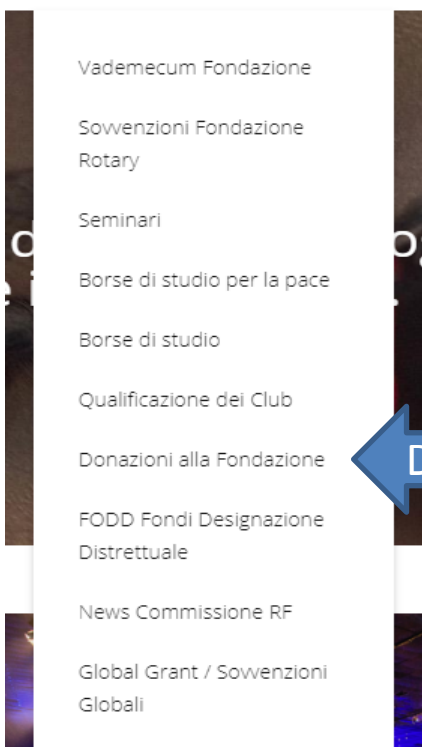 Vademecum Fondazione
Sovvenzioni Fondazione
Rotary
Seminari
Borse di studio per la pace
Borse di studio
Qualificazione dei Club
Donazioni alla Fondazione
FODD Fondi Designazione
Distrettuale
News Commissione RF
Global Grant / Sovvenzioni
Globali